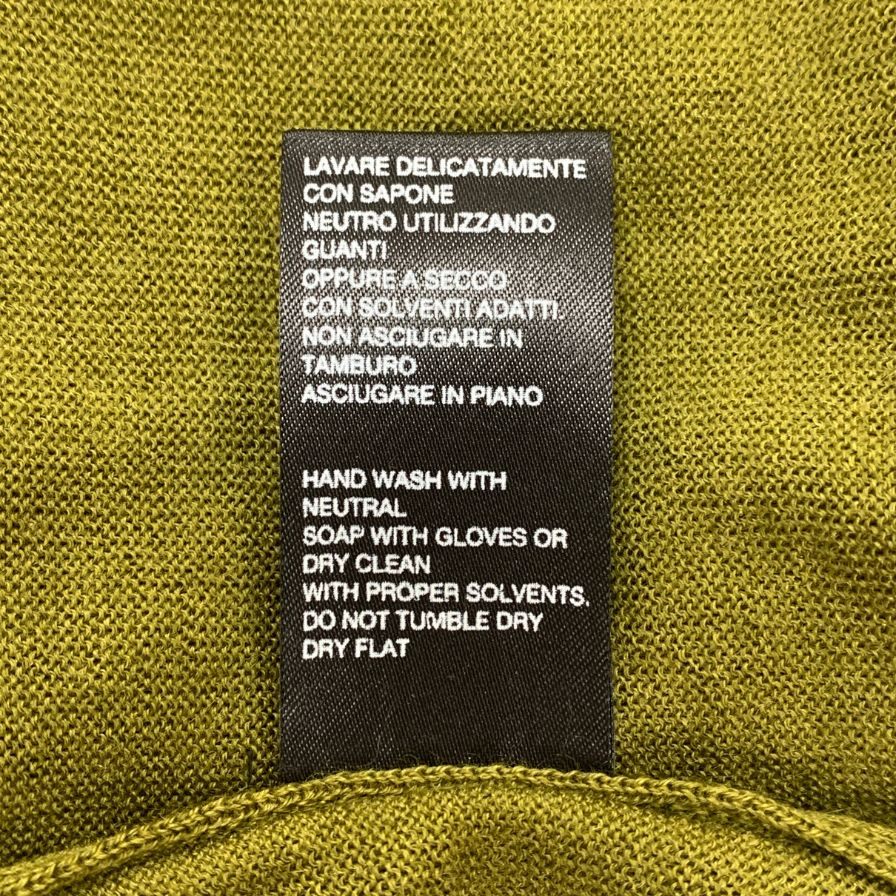 LAVARE DELICATAMENTE
CON SAPONE
NEUTRO UTILIZZANDO
GUANTI
OPPURE A SECCO
CON SOLVENTI ADATTI.
NON ASCIUGARE IN
TAMBURO
ASCIUGARE IN PIANO
HAND WASH WITH
NEUTRAL
SOAP WITH GLOVES OR
DRY CLEAN
WITH PROPER SOLVENTS.
DO NOT TUMBLE DRY
DRY FLAT